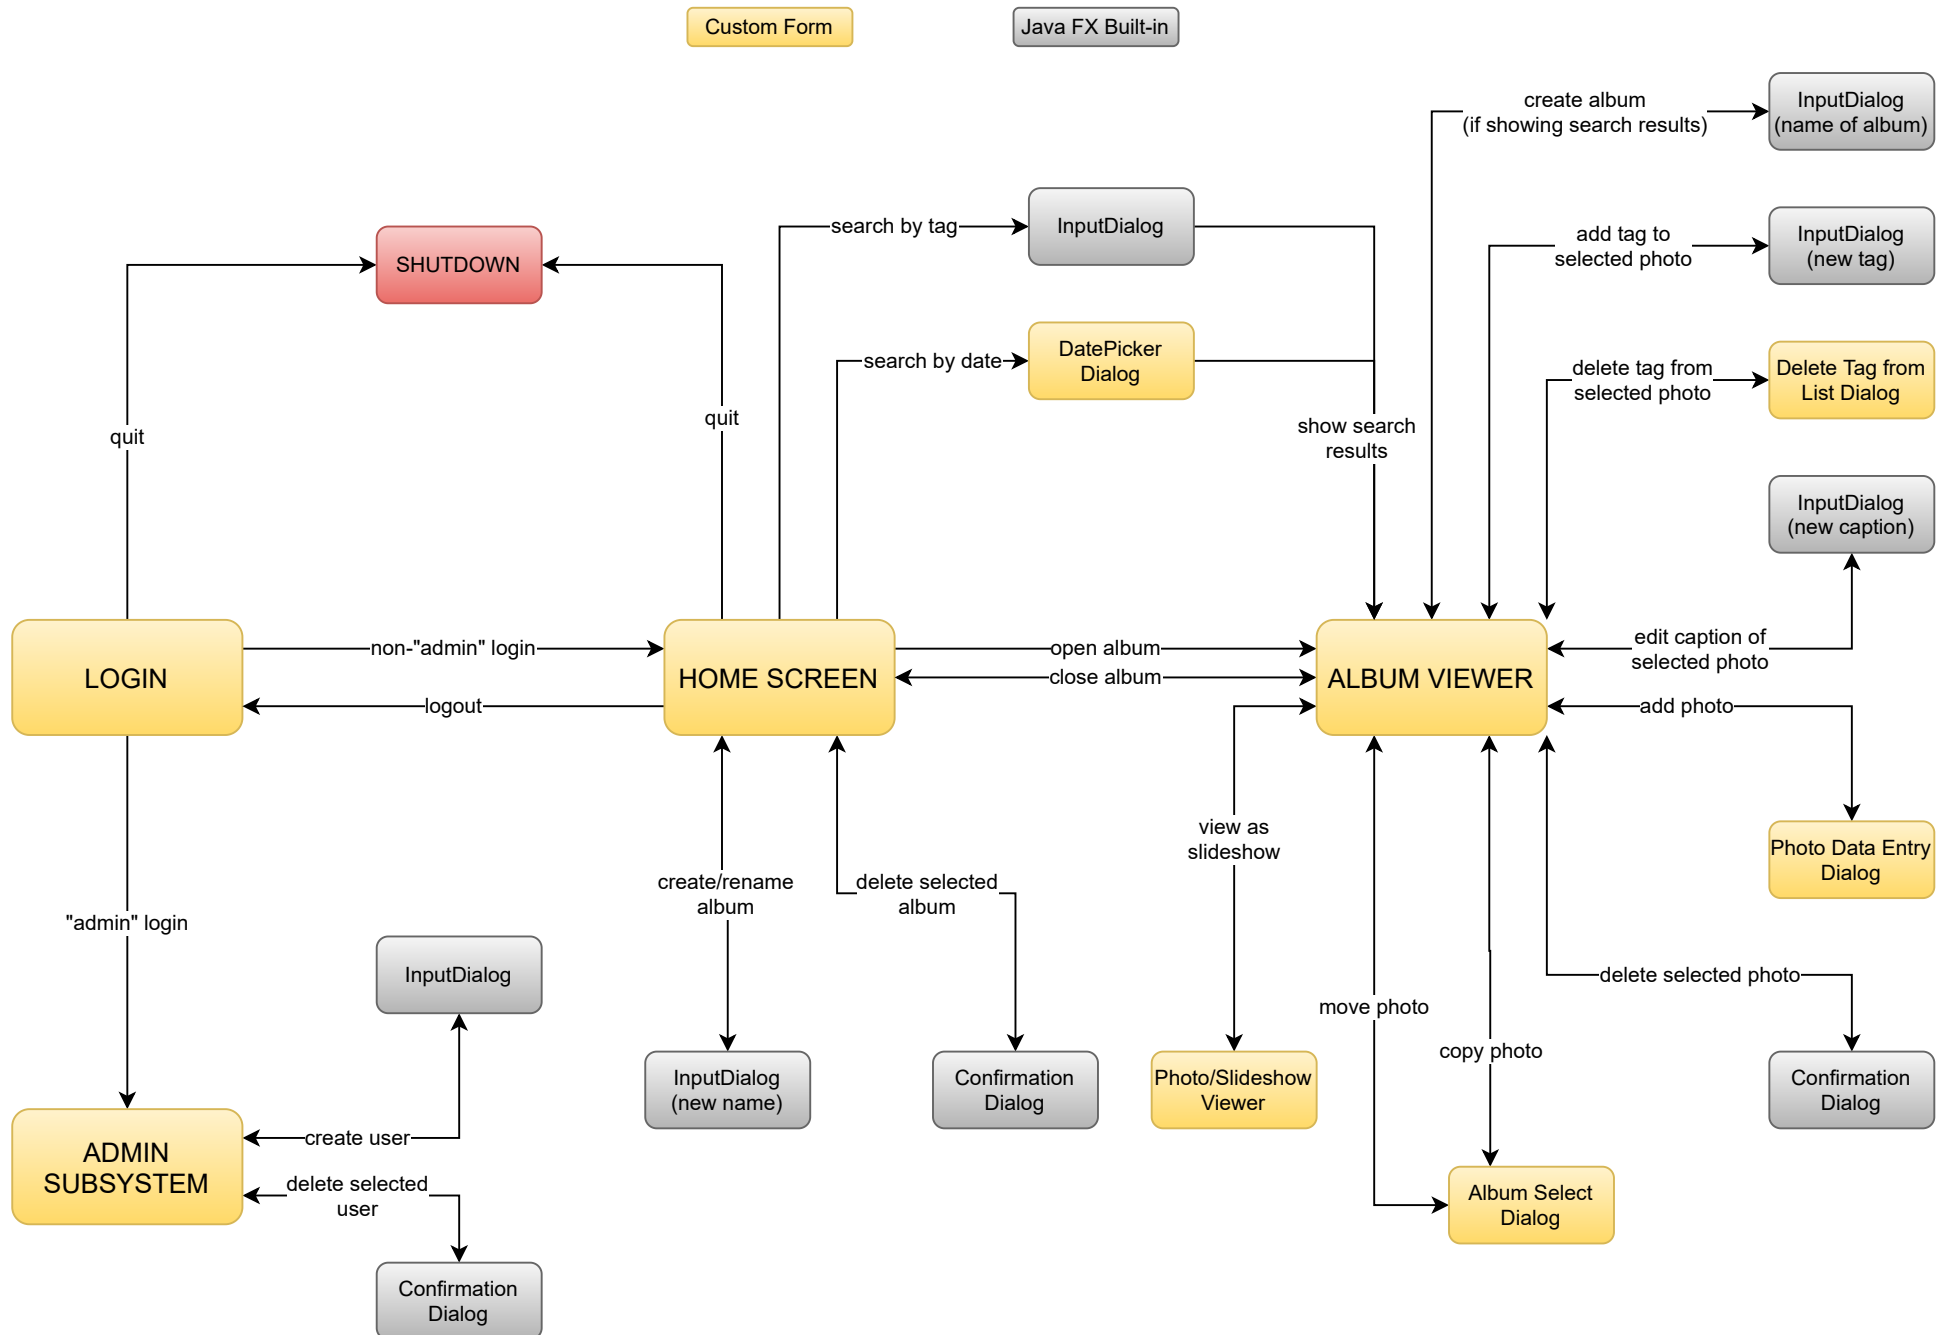 Custom Form
Java FX Built-in
create album
(if showing search results)
InputDialog
(name of album)
search by tag
InputDialog
add tag to
selected photo
InputDialog
(new tag)
SHUTDOWN
search by date
DatePicker
Dialog
delete tag from
selected photo
Delete Tag from
List Dialog
quit
quit
show search
results
InputDialog
(new caption)
LOGIN
non-"admin" login
logout
HOME SCREEN
open album
close album
ALBUM VIEWER
edit caption of
selected photo
add photo
view as
slideshow
Photo Data Entry
Dialog
create/rename
album
delete selected
album
"admin" login
InputDialog
delete selected photo
move photo
copy photo
InputDialog
(new name)
Confirmation
Dialog
Photo/Slideshow
Viewer
Confirmation
Dialog
ADMIN
SUBSYSTEM
create user
delete selected
user
Album Select
Dialog
Confirmation
Dialog